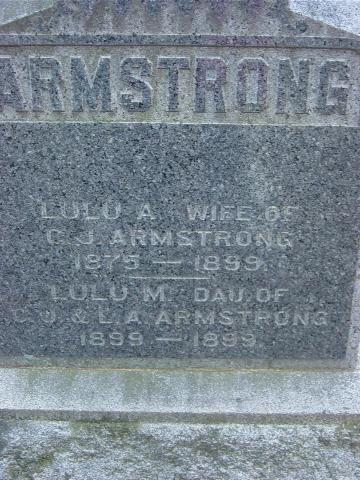 ARMSTRONG
LULU A. WIFE OF
C. J. ARMSTRONG
1875 — 1899.
LULU M. DAU. OF
C. J. & L. A. ARMSTRONG
1899 — 1899.